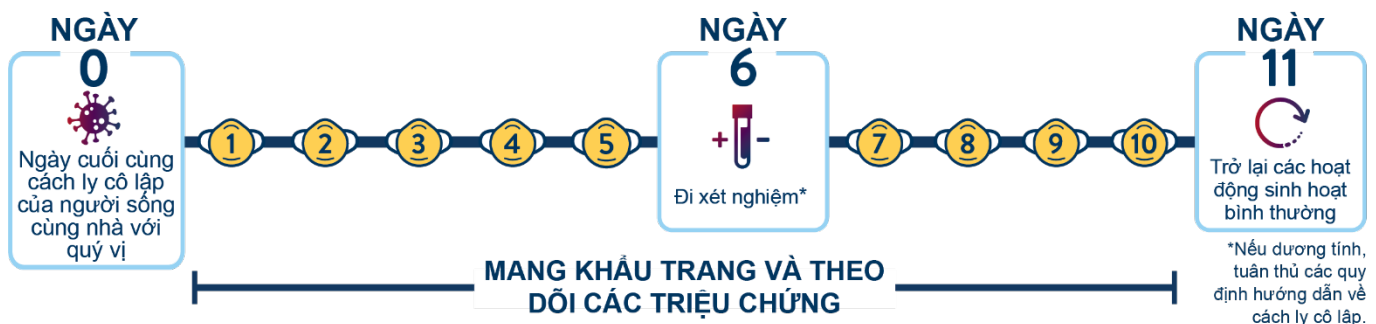 NGÀY
0
Ngày cuối cùng
cách ly cô lập
của người sống
cùng nhà với
quý vị
1
2
3
4
5
NGÀY
6
+ -
Đi xét nghiệm*
7
8
9
10
NGÀY
11
Trở lại các hoạt
động sinh hoạt
bình thường
*Nếu dương tính,
tuân thủ các quy
định hướng dẫn về
cách ly cô lập.
MANG KHẨU TRANG VÀ THEO
DÕI CÁC TRIỆU CHỨNG